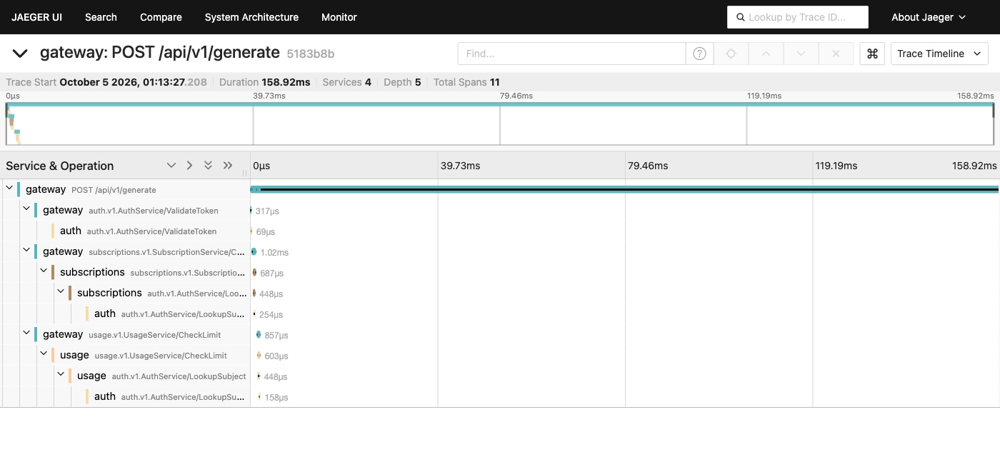 JAEGER UI Search Compare System Architecture Monitor Lookup by Trace ID... About Jaeger
gateway: POST /api/v1/generate 5183b8b Find... Trace Timeline
Trace Start October 5 2026, 01:13:27.208 Duration 158.92ms Services 4 Depth 5 Total Spans 11
0μs 39.73ms 79.46ms 119.19ms 158.92ms
Service & Operation 0μs 39.73ms 79.46ms 119.19ms 158.92ms
gateway POST /api/v1/generate
gateway auth.v1.AuthService/ValidateToken 317μs
auth auth.v1.AuthService/ValidateToken 69μs
gateway subscriptions.v1.SubscriptionService/C... 1.02ms
subscriptions subscriptions.v1.Subscriptio... 687μs
subscriptions auth.v1.AuthService/Loo... 448μs
auth auth.v1.AuthService/LookupSu... 254μs
gateway usage.v1.UsageService/CheckLimit 857μs
usage usage.v1.UsageService/CheckLimit 603μs
usage auth.v1.AuthService/LookupSubject 448μs
auth auth.v1.AuthService/LookupSu... 158μs